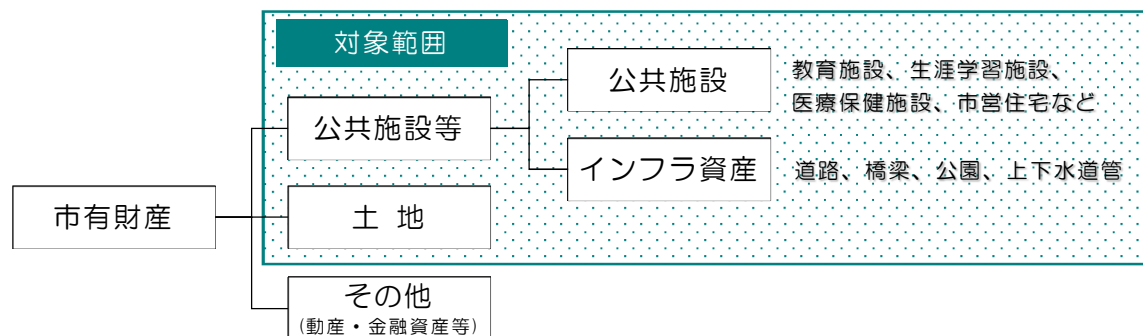 対象範囲
公共施設
教育施設、生涯学習施設、
医療保健施設、市営住宅など
公共施設等
インフラ資産
道路、橋梁、公園、上下水道管
市有財産
土 地
その他
(動産・金融資産等)